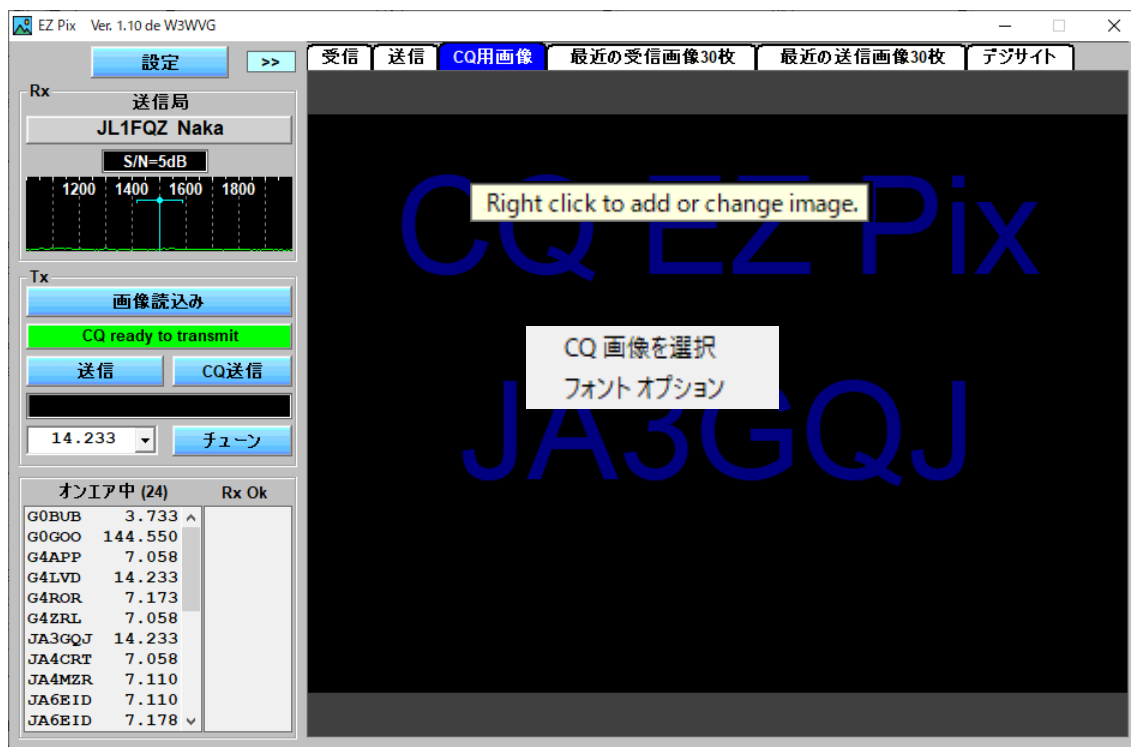 EZ Pix Ver. 1.10 de W3WVG
設定
>>
受信 送信 CQ用画像 最近の受信画像30枚 最近の送信画像30枚 デジサイト
Rx
送信局
JL1FQZ Naka
S/N=5dB
1200 1400 1600 1800
Tx
画像読込み
CQ ready to transmit
送信 CQ送信
14.233 チューン
オンエア中 (24) Rx Ok
G0BUB 3.733
G0GOO 144.550
G4APP 7.058
G4LVD 14.233
G4ROR 7.173
G4ZRL 7.058
JA3GQJ 14.233
JA4CRT 7.058
JA4MZR 7.110
JA6EID 7.110
JA6EID 7.178
CQ EZ Pix
Right click to add or change image.
CQ 画像を選択
フォント オプション
JA3GQJ